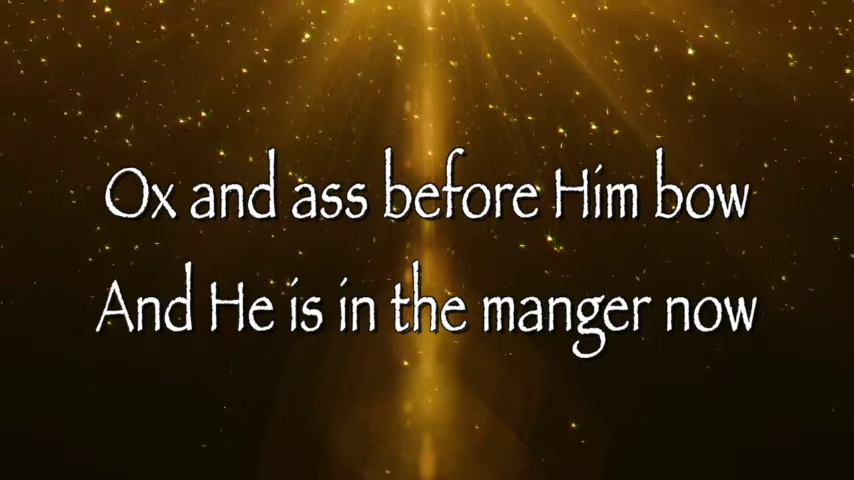 Ox and ass before Him bow
And He is in the manger now